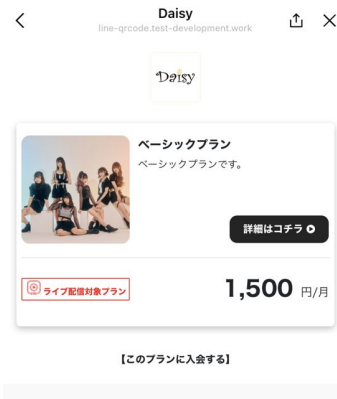 Daisy
line-qrcode.test-development.work
Daisy
ベーシックプラン
ベーシックプランです。
詳細はコチラ
ライブ配信対象プラン
1,500 円/月
【このプランに入会する】